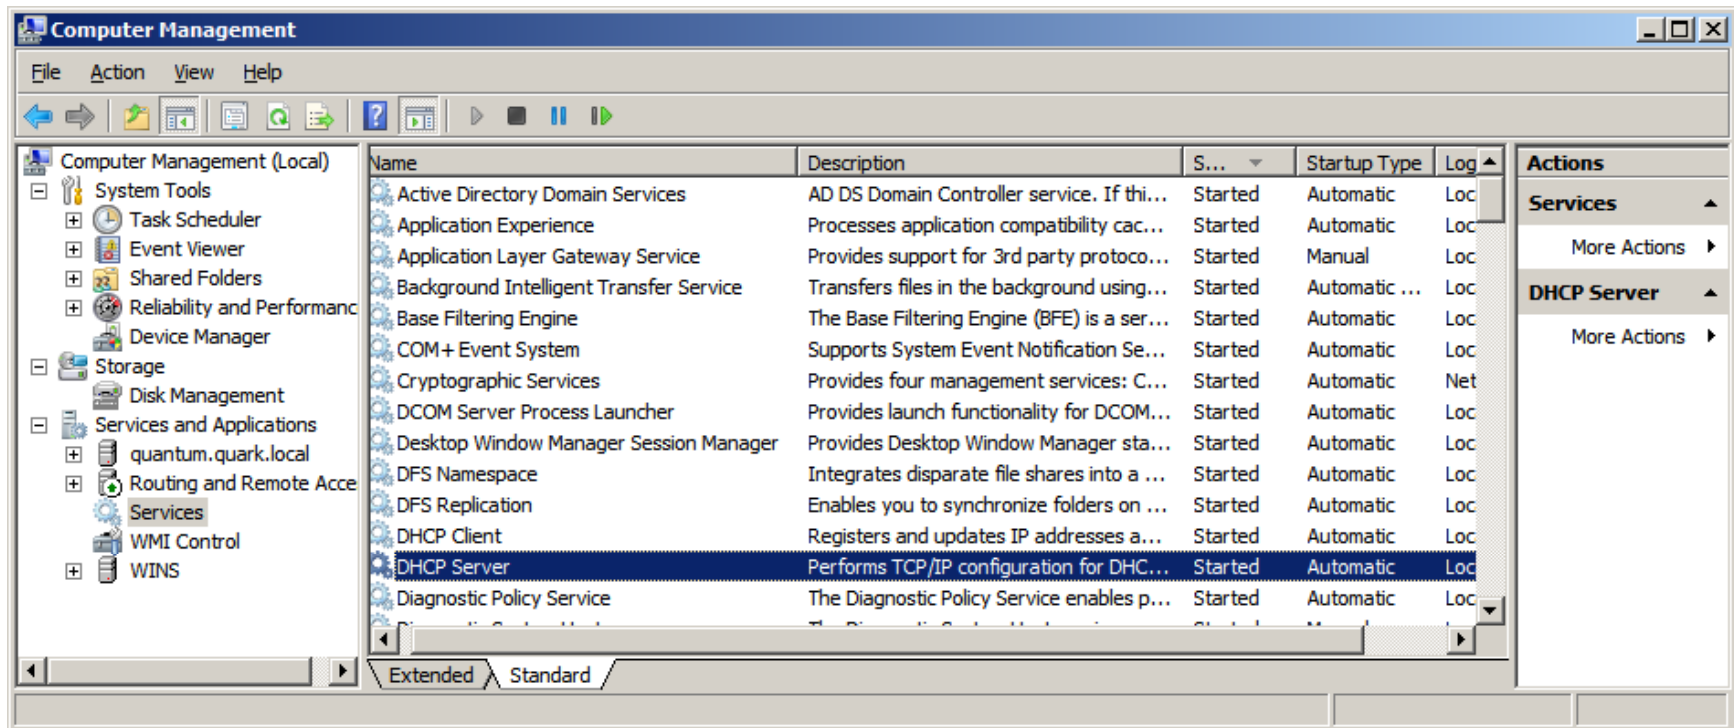 Computer Management
File Action View Help
Computer Management (Local)
System Tools
Task Scheduler
Event Viewer
Shared Folders
Reliability and Performanc
Device Manager
Storage
Disk Management
Services and Applications
quantum.quark.local
Routing and Remote Acce
Services
WMI Control
WINS
Name Description S... Startup Type Log
Active Directory Domain Services AD DS Domain Controller service. If thi... Started Automatic Loc
Application Experience Processes application compatibility cac... Started Automatic Loc
Application Layer Gateway Service Provides support for 3rd party protoco... Started Manual Loc
Background Intelligent Transfer Service Transfers files in the background using... Started Automatic ... Loc
Base Filtering Engine The Base Filtering Engine (BFE) is a ser... Started Automatic Loc
COM+ Event System Supports System Event Notification Se... Started Automatic Loc
Cryptographic Services Provides four management services: C... Started Automatic Net
DCOM Server Process Launcher Provides launch functionality for DCOM... Started Automatic Loc
Desktop Window Manager Session Manager Provides Desktop Window Manager sta... Started Automatic Loc
DFS Namespace Integrates disparate file shares into a ... Started Automatic Loc
DFS Replication Enables you to synchronize folders on ... Started Automatic Loc
DHCP Client Registers and updates IP addresses a... Started Automatic Loc
DHCP Server Performs TCP/IP configuration for DHC... Started Automatic Loc
Diagnostic Policy Service The Diagnostic Policy Service enables p... Started Automatic Loc
Extended Standard
Actions
Services
More Actions
DHCP Server
More Actions